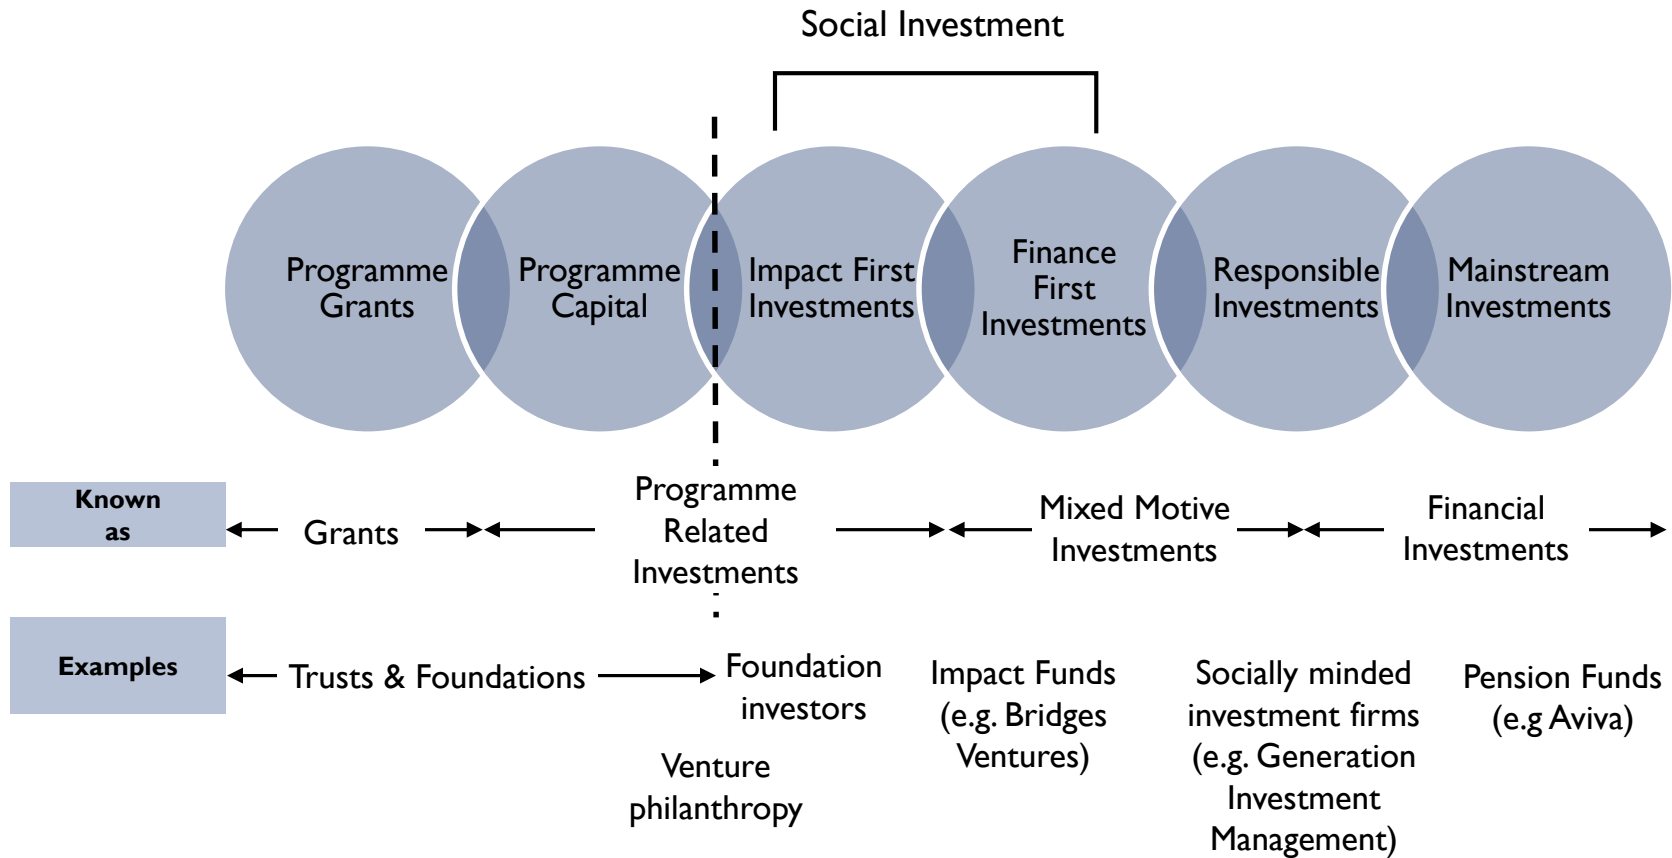 Social Investment
Programme
Grants
Programme
Capital
Impact First
Investments
Finance
First
Investments
Responsible
Investments
Mainstream
Investments
Known
as
Grants
Programme
Related
Investments
Mixed Motive
Investments
Financial
Investments
Examples
Trusts & Foundations
Foundation
investors
Venture
philanthropy
Impact Funds
(e.g. Bridges
Ventures)
Socially minded
investment firms
(e.g. Generation
Investment
Management)
Pension Funds
(e.g Aviva)